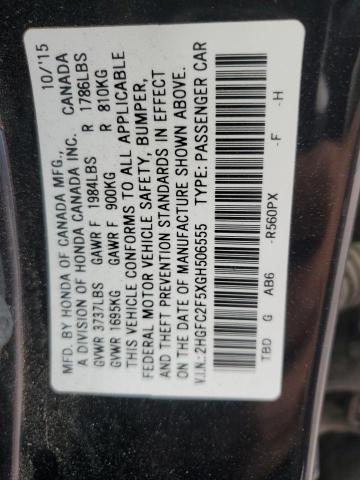 MFD. BY HONDA OF CANADA MFG., 10/'15
A DIVISION OF HONDA CANADA INC. CANADA
GVWR 3737LBS GAWR F 1984LBS R 1786LBS
GVWR 1695KG GAWR F 900KG R 810KG
THIS VEHICLE CONFORMS TO ALL APPLICABLE
FEDERAL MOTOR VEHICLE SAFETY, BUMPER,
AND THEFT PREVENTION STANDARDS IN EFFECT
ON THE DATE OF MANUFACTURE SHOWN ABOVE.
V.I.N.: 2HGFC2F5XGH506555 TYPE: PASSENGER CAR
TBD G AB6 -R560PX -F -H